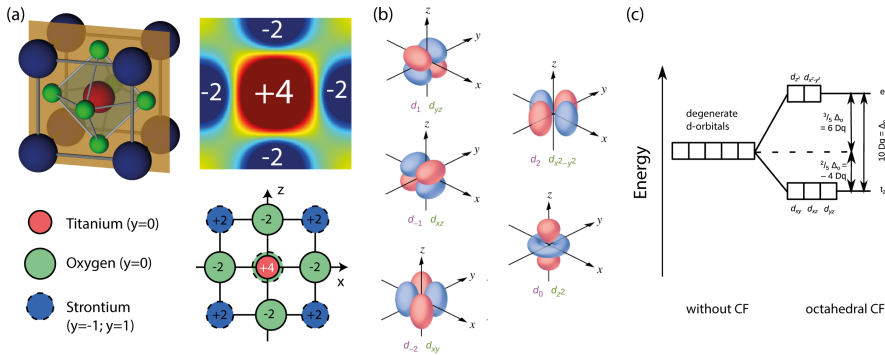 (a)
-2
-2
+4
-2
-2
Titanium (y=0)
Oxygen (y=0)
Strontium
(y=-1; y=1)
z
+2
-2
+2
-2
+4
-2
x
+2
-2
+2
(b)
z
y
x
d1 dyz
z
y
x
d2 dx2−y2
z
y
x
d−1 dxz
z
y
x
d0 dz2
z
y
x
d−2 dxy
(c)
Energy
degenerate
d-orbitals
dz² dx²-y²
e
3/5 Δo
= 6 Dq
10 Dq = Δo
2/5 Δo =
− 4 Dq
t2
dxy dxz dyz
without CF
octahedral CF